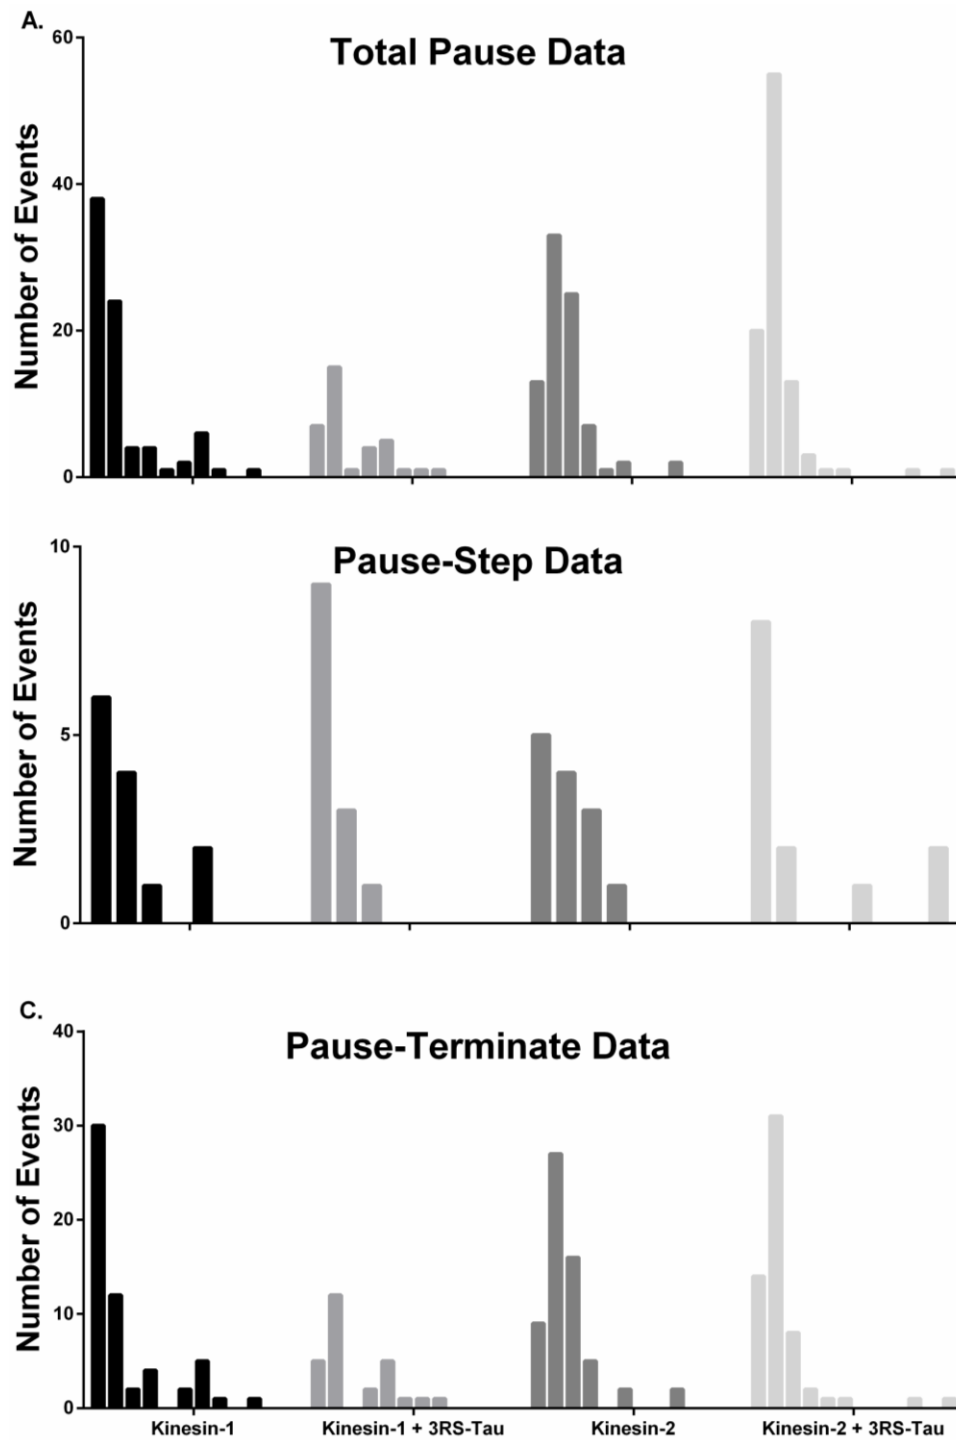 A.
Total Pause Data
Number of Events
60
40
20
0
Pause-Step Data
Number of Events
10
5
0
C.
Pause-Terminate Data
Number of Events
40
30
20
10
0
Kinesin-1 Kinesin-1 + 3RS-Tau Kinesin-2 Kinesin-2 + 3RS-Tau